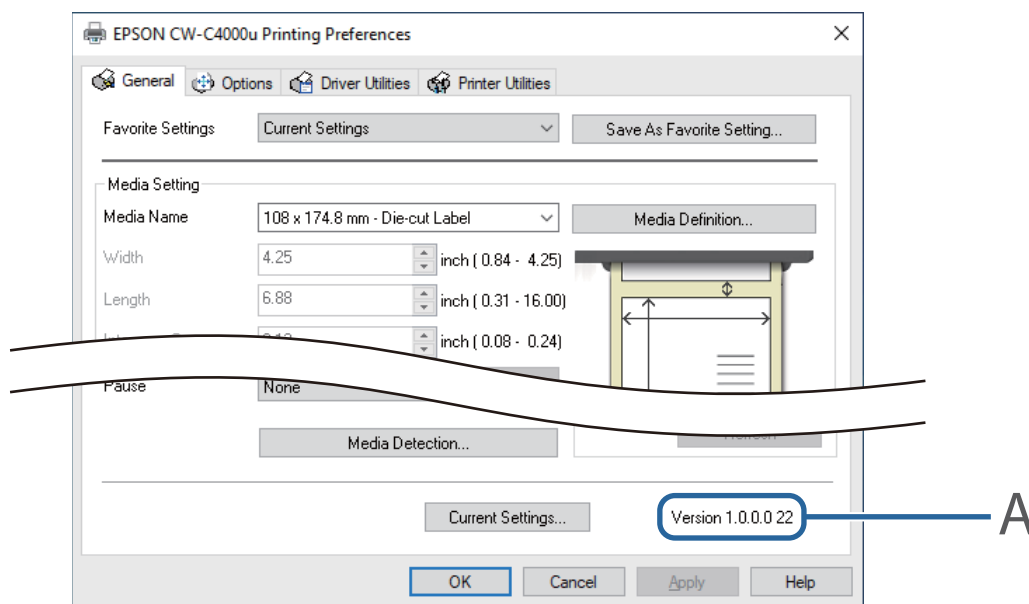 EPSON CW-C4000u Printing Preferences
General Options Driver Utilities Printer Utilities
Favorite Settings Current Settings Save As Favorite Setting...
Media Setting
Media Name 108 x 174.8 mm - Die-cut Label Media Definition...
Width 4.25 inch ( 0.84 - 4.25)
Length 6.88 inch ( 0.31 - 16.00)
inch ( 0.08 - 0.24)
Pause None
Media Detection...
Current Settings... Version 1.0.0.0 22 A
OK Cancel Apply Help